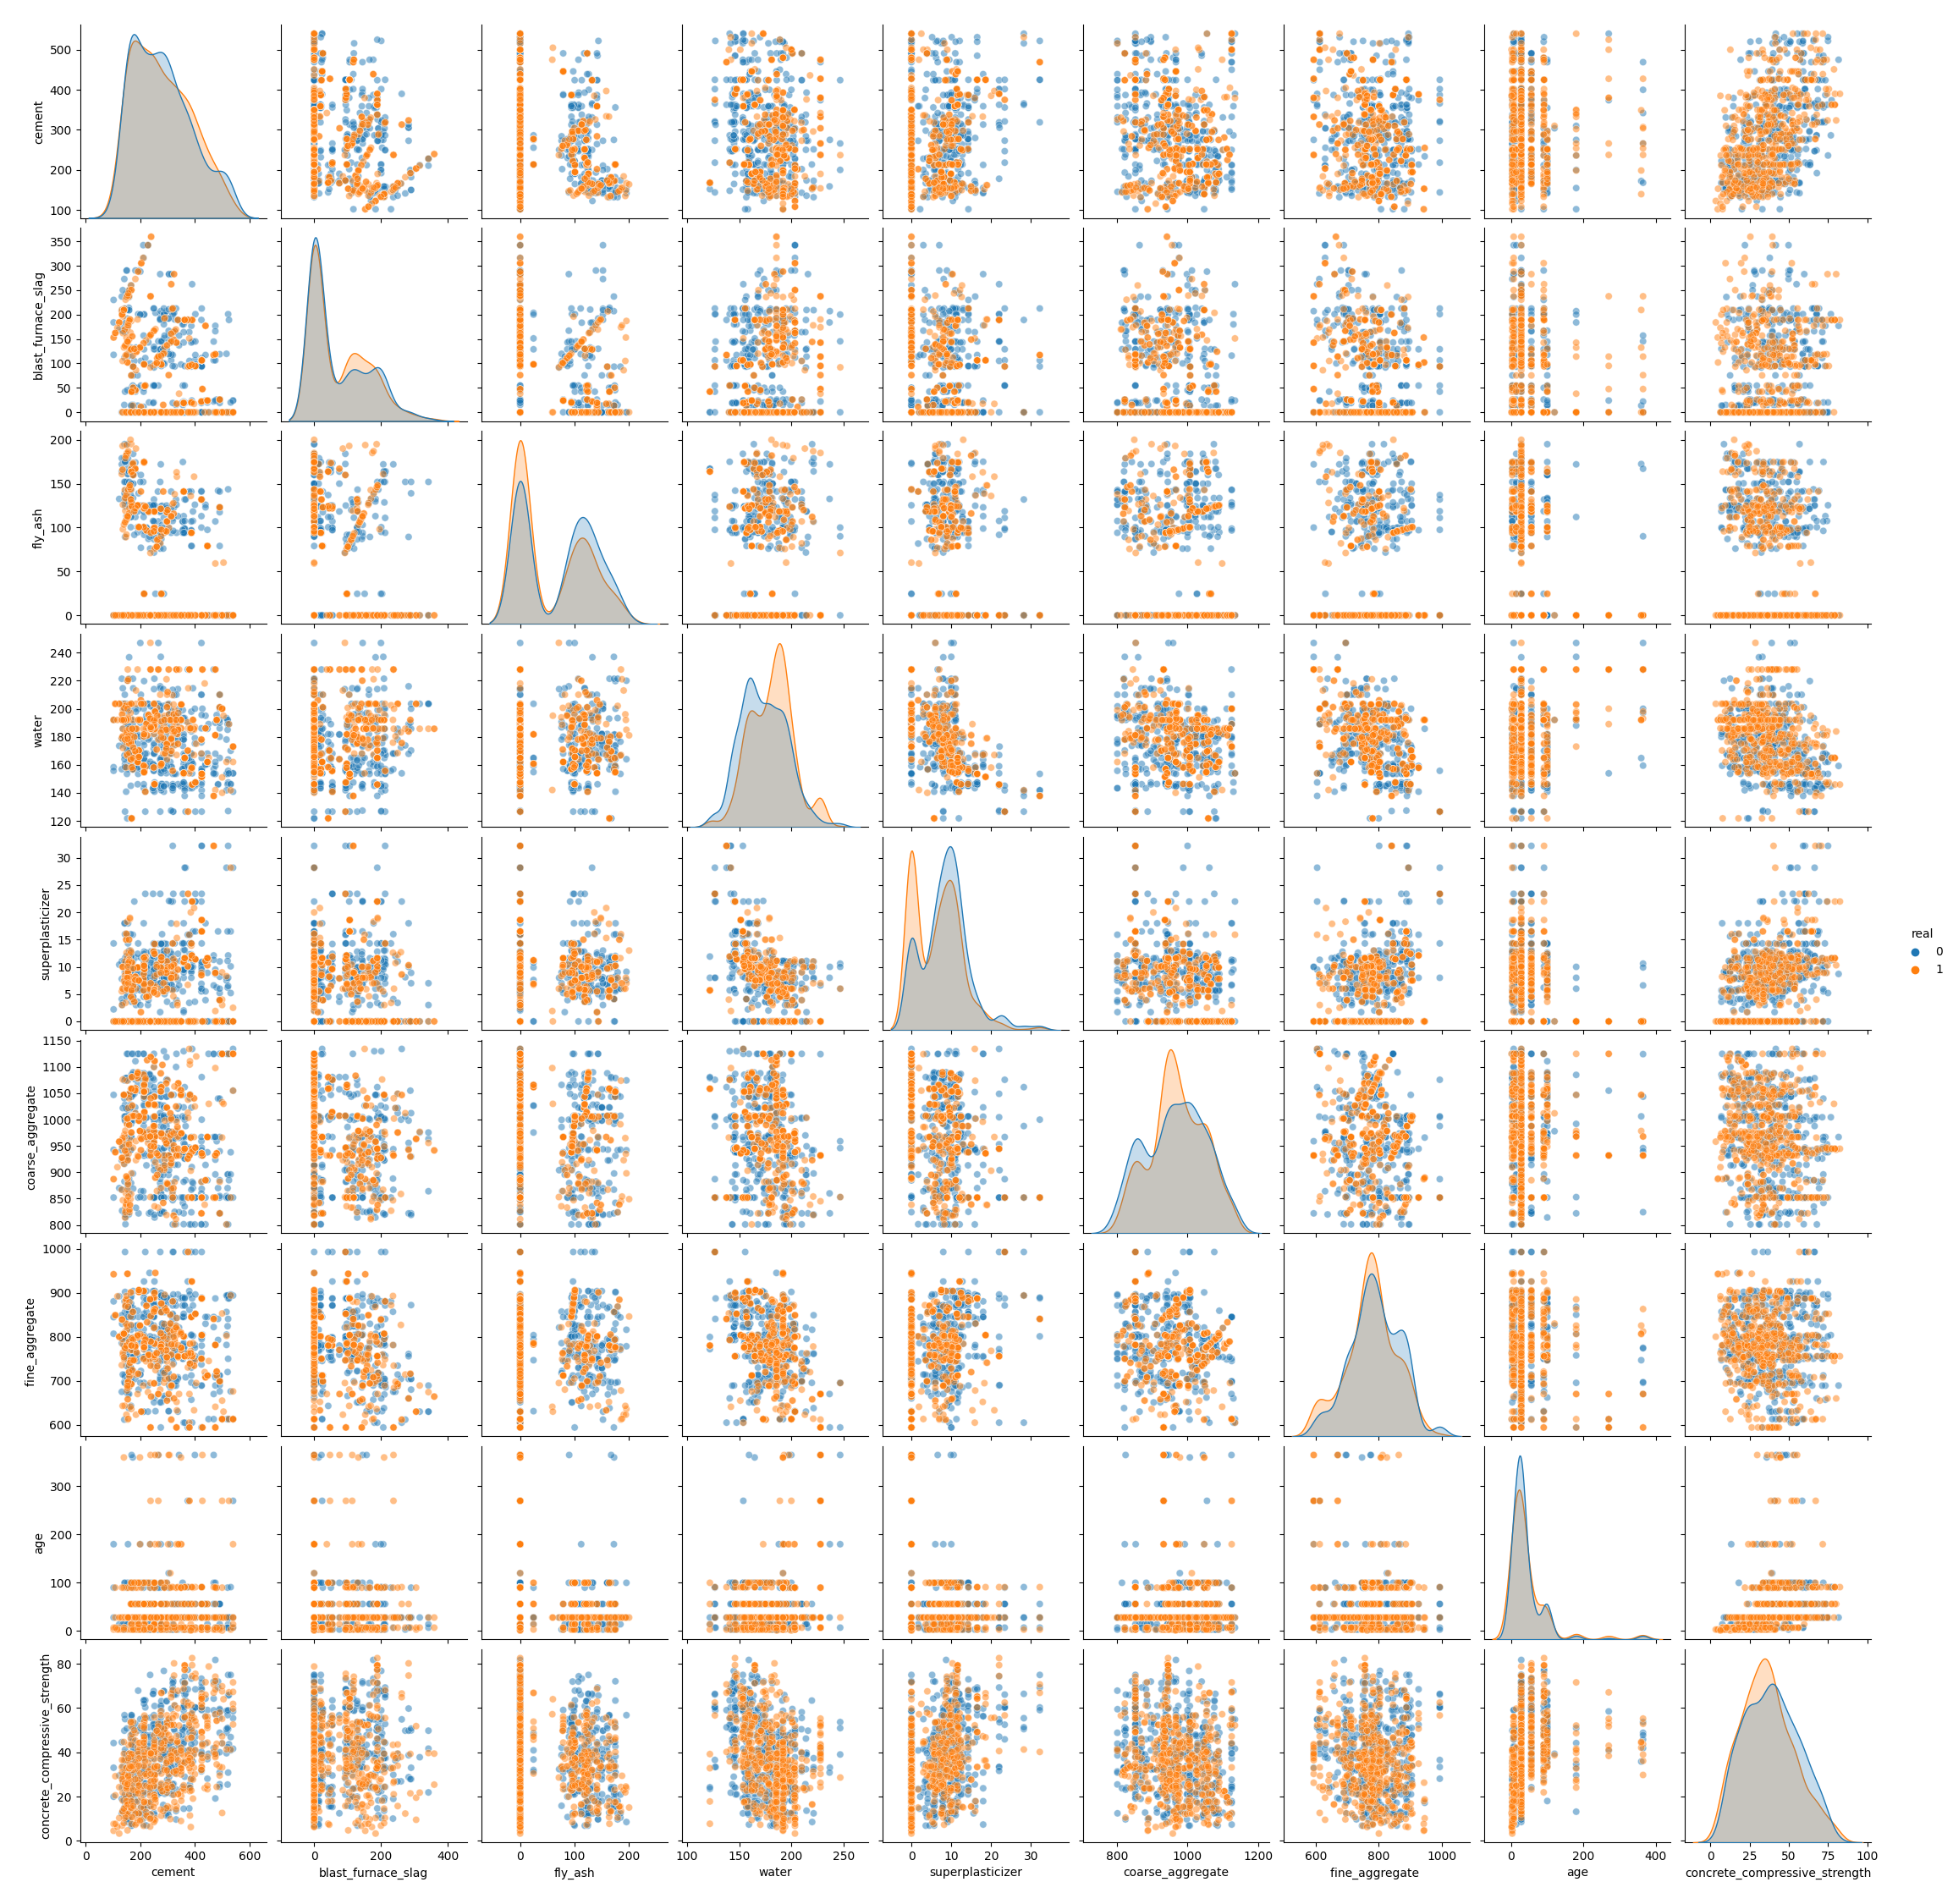 cement
500
400
300
200
100
blast_furnace_slag
350
300
250
200
150
100
50
0
fly_ash
200
150
100
50
0
water
240
220
200
180
160
140
120
superplasticizer
30
25
20
15
10
5
0
real
0
1
coarse_aggregate
1150
1100
1050
1000
950
900
850
800
fine_aggregate
1000
900
800
700
600
age
300
200
100
0
concrete_compressive_strength
80
60
40
20
0
0 200 400 600
0 200 400
0 100 200
100 150 200 250
0 10 20 30
800 1000 1200
600 800 1000
0 200 400
0 25 50 75 100
cement
blast_furnace_slag
fly_ash
water
superplasticizer
coarse_aggregate
fine_aggregate
age
concrete_compressive_strength